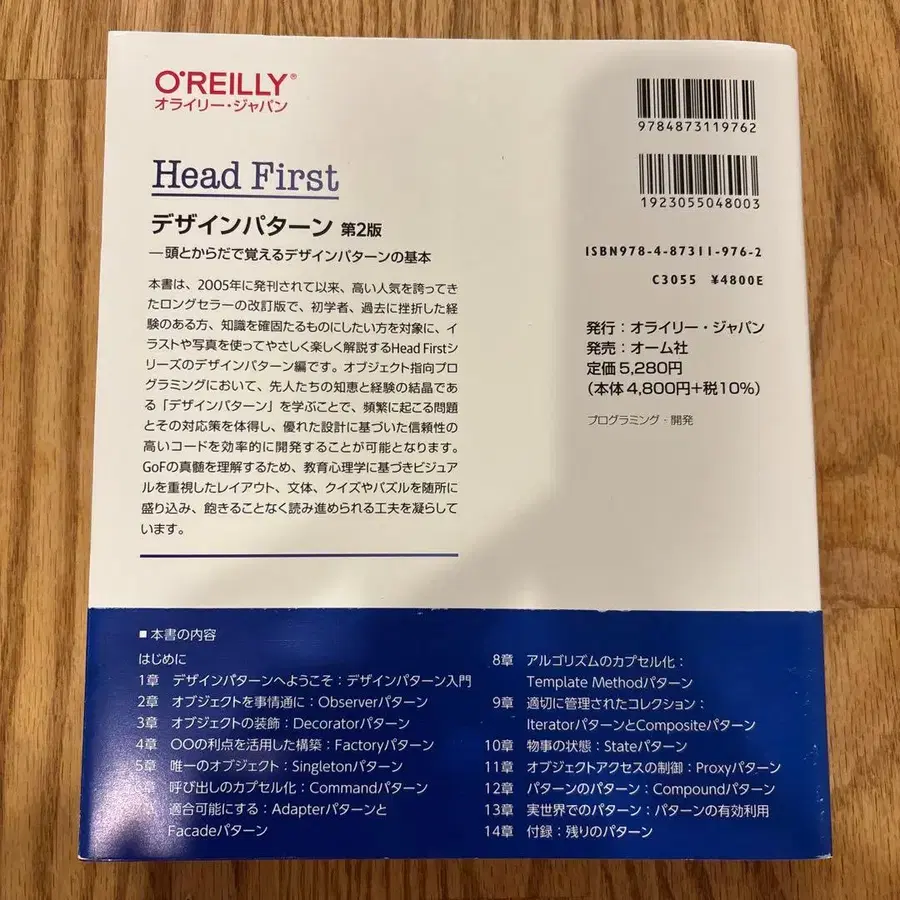 O'REILLY®
オライリー・ジャパン
Head First
デザインパターン 第2版
―頭とからだで覚えるデザインパターンの基本
本書は、2005年に発刊されて以来、高い人気を誇ってき
たロングセラーの改訂版で、初学者、過去に挫折した経
験のある方、知識を確固たるものにしたい方を対象に、イ
ラストや写真を使ってやさしく楽しく解説するHead Firstシ
リーズのデザインパターン編です。オブジェクト指向プロ
グラミングにおいて、先人たちの知恵と経験の結晶であ
る「デザインパターン」を学ぶことで、頻繁に起こる問題
とその対応策を体得し、優れた設計に基づいた信頼性の
高いコードを効率的に開発することが可能となります。
GoFの真髄を理解するため、教育心理学に基づきビジュア
ルを重視したレイアウト、文体、クイズやパズルを随所に
盛り込み、飽きることなく読み進められる工夫を凝らして
います。
9784873119762
1923055048003
ISBN978-4-87311-976-2
C3055 ¥4800E
発行：オライリー・ジャパン
発売：オーム社
定価5,280円
（本体4,800円+税10%）
プログラミング・開発
■ 本書の内容
はじめに
1章 デザインパターンへようこそ：デザインパターン入門
2章 オブジェクトを事情通に：Observerパターン
3章 オブジェクトの装飾：Decoratorパターン
4章 〇〇の利点を活用した構築：Factoryパターン
5章 唯一のオブジェクト：Singletonパターン
章 呼び出しのカプセル化：Commandパターン
適合可能にする：Adapterパターンと
Facadeパターン
8章 アルゴリズムのカプセル化：
Template Methodパターン
9章 適切に管理されたコレクション：
IteratorパターンとCompositeパターン
10章 物事の状態：Stateパターン
11章 オブジェクトアクセスの制御：Proxyパターン
12章 パターンのパターン：Compoundパターン
13章 実世界でのパターン：パターンの有効利用
14章 付録：残りのパターン